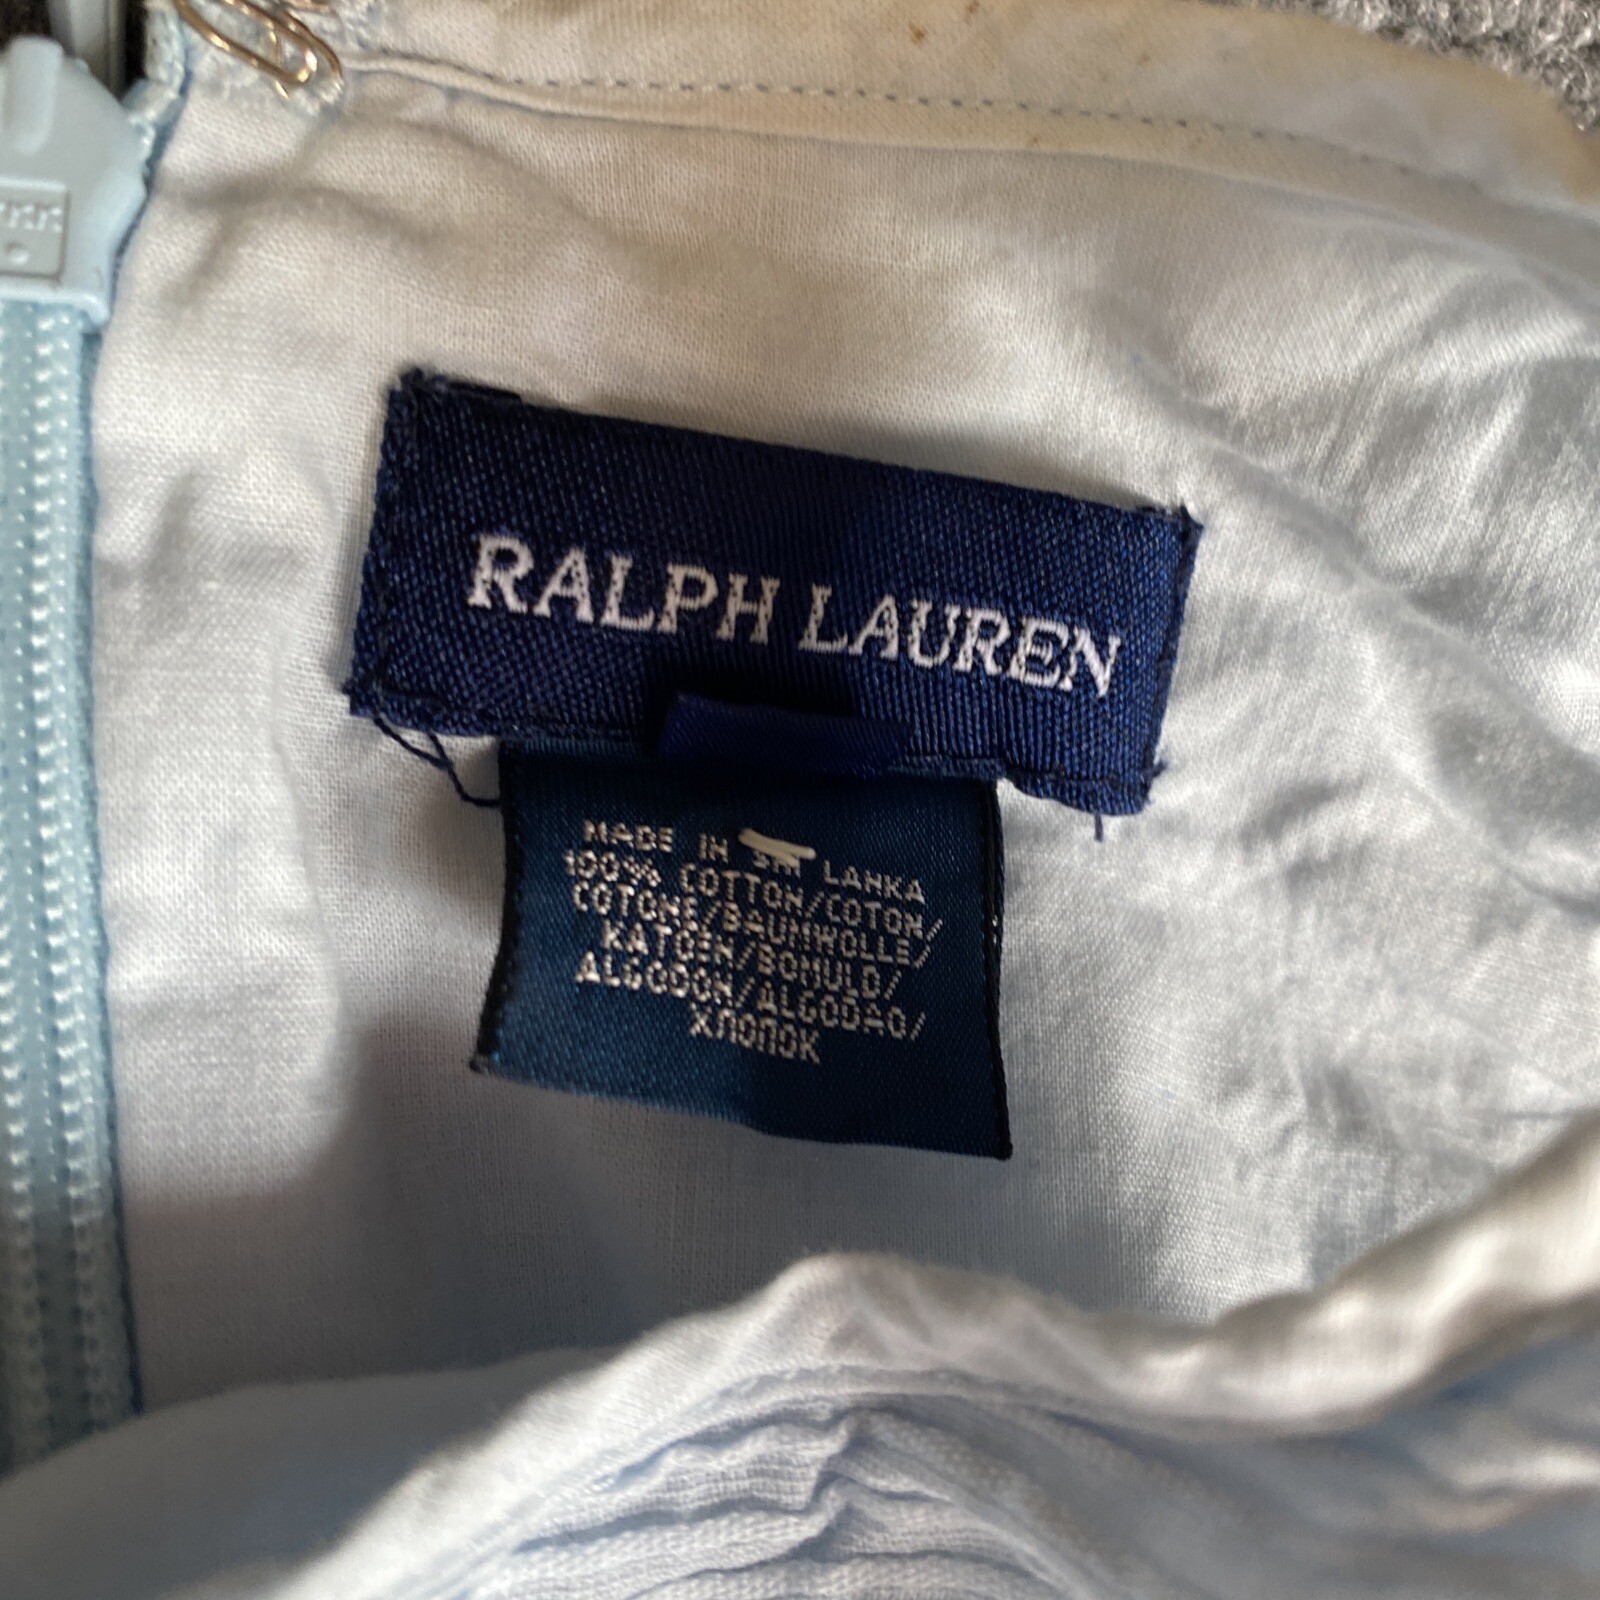 RALPH LAUREN
MADE IN SRI LANKA
100% COTTON/COTON/
COTONE/BAUMWOLLE/
KATOEN/BOMULD/
ALGODON/ALGODAO/
ХЛОПОК